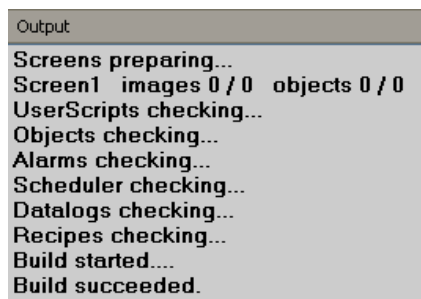 Output
Screens preparing...
Screen1 images 0 / 0 objects 0 / 0
UserScripts checking...
Objects checking...
Alarms checking...
Scheduler checking...
Datalogs checking...
Recipes checking...
Build started....
Build succeeded.